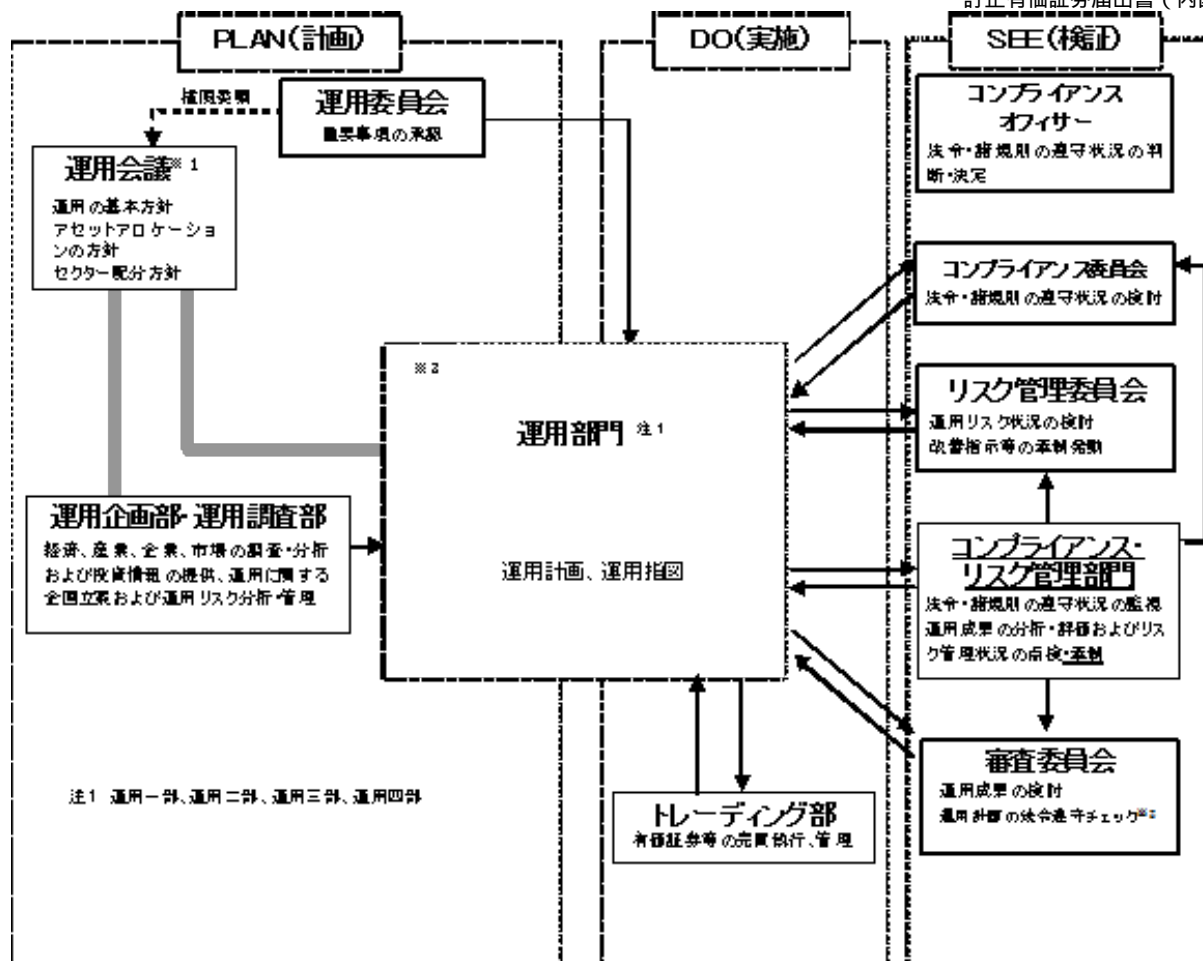 訂正有価証券届出書(内
PLAN(計画)
DO(実施)
SEE(検証)
権限委譲
運用委員会
重要事項の承認
運用会議※1
運用の基本方針
アセットアロケーショ
ンの方針
セクター配分方針
運用企画部・運用調査部
経済、産業、企業、市場の調査・分析
および投資情報の提供、運用に関する
企画立案および運用リスク分析・管理
※2
運用部門 注1
運用計画、運用指図
注1 運用一部、運用二部、運用三部、運用四部
トレーディング部
有価証券等の売買執行、管理
コンプライアンス
オフィサー
法令・諸規則の遵守状況の判
断・決定
コンプライアンス委員会
法令・諸規則の遵守状況の検討
リスク管理委員会
運用リスク状況の検討
改善指示等の牽制発動
コンプライアンス・
リスク管理部門
法令・諸規則の遵守状況の監視
運用成果の分析・評価およびリス
ク管理状況の点検・牽制
審査委員会
運用成果の検討
運用計画の法令遵守チェック